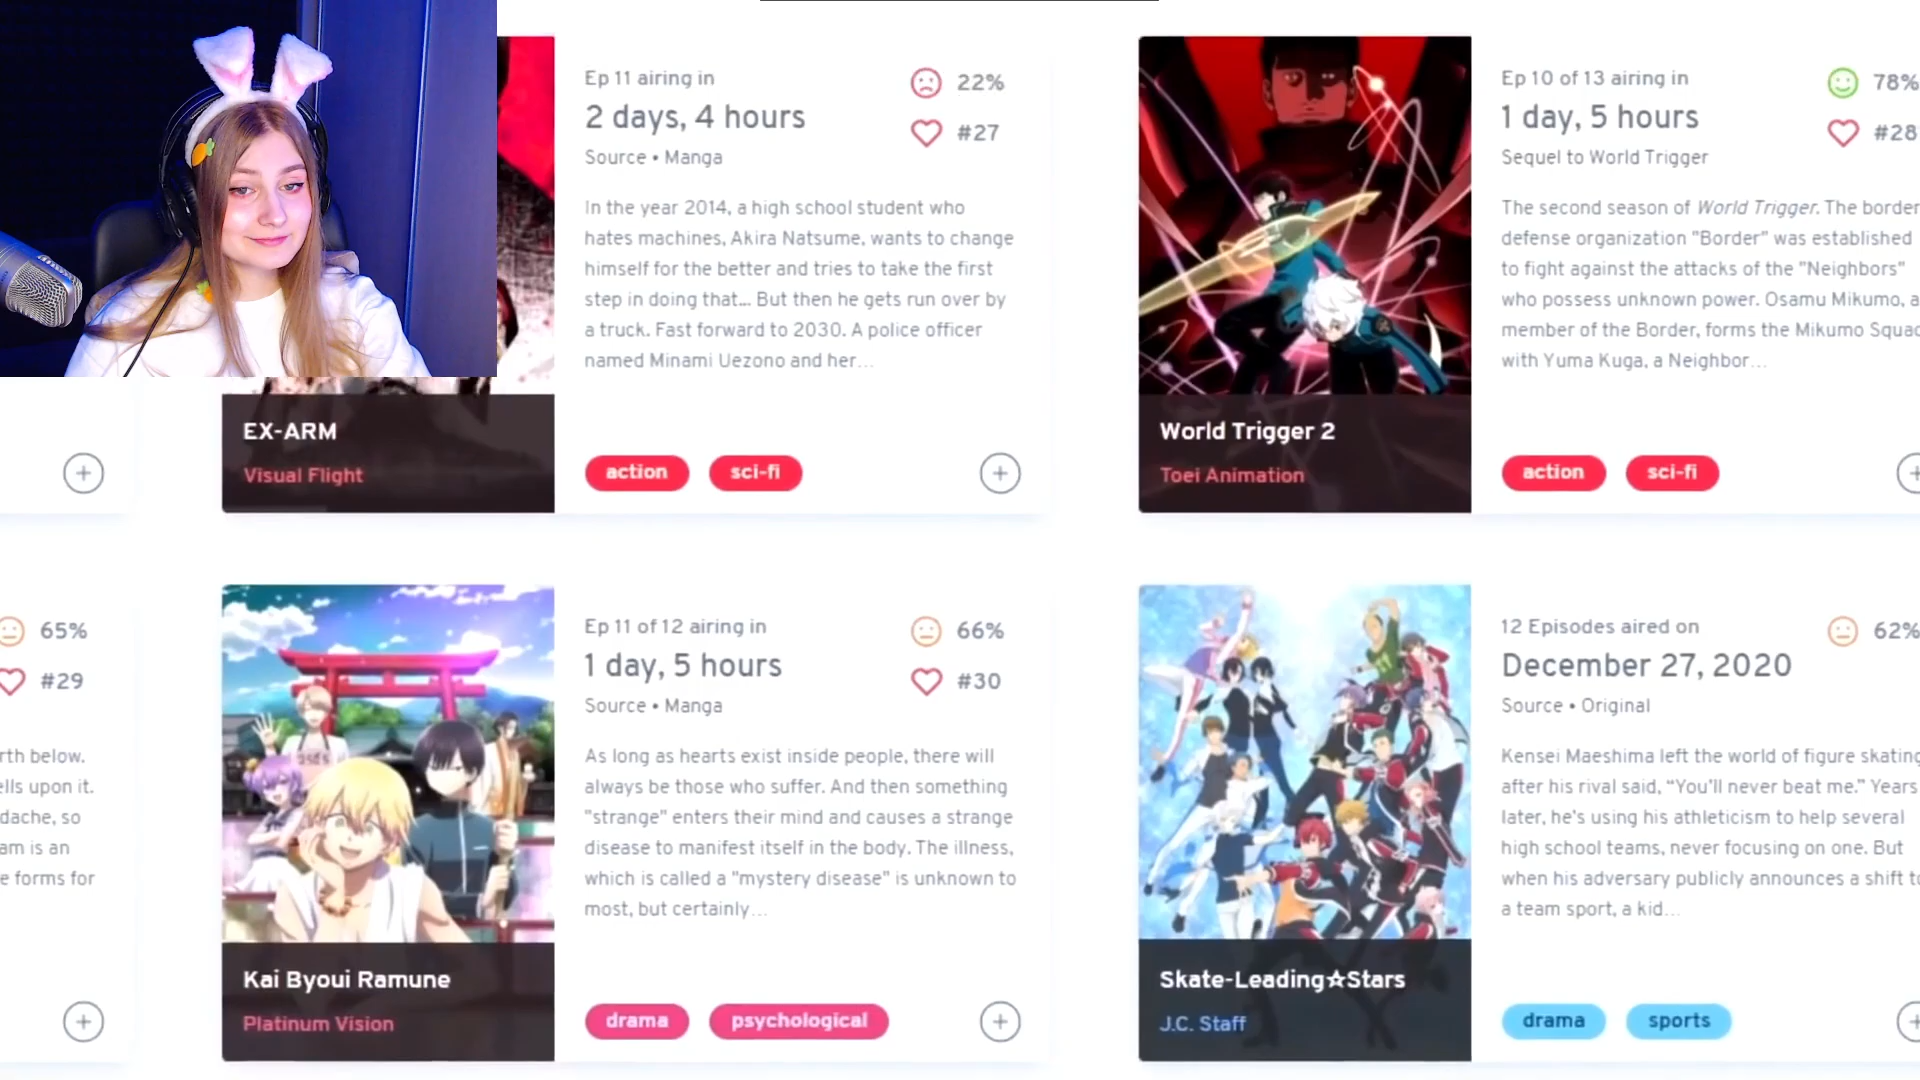 Ep 11 airing in
22%
2 days, 4 hours
#27
Source • Manga
In the year 2014, a high school student who
hates machines, Akira Natsume, wants to change
himself for the better and tries to take the first
step in doing that... But then he gets run over by
a truck. Fast forward to 2030. A police officer
named Minami Uezono and her...
EX-ARM
Visual Flight
action
sci-fi
Ep 10 of 13 airing in
78%
1 day, 5 hours
#28
Sequel to World Trigger
The second season of World Trigger. The border
defense organization "Border" was established
to fight against the attacks of the "Neighbors"
who possess unknown power. Osamu Mikumo, a
member of the Border, forms the Mikumo Squad
with Yuma Kuga, a Neighbor...
World Trigger 2
Toei Animation
action
sci-fi
65%
#29
rth below.
ells upon it.
dache, so
am is an
e forms for
Ep 11 of 12 airing in
66%
1 day, 5 hours
#30
Source • Manga
As long as hearts exist inside people, there will
always be those who suffer. And then something
"strange" enters their mind and causes a strange
disease to manifest itself in the body. The illness,
which is called a "mystery disease" is unknown to
most, but certainly...
Kai Byoui Ramune
Platinum Vision
drama
psychological
12 Episodes aired on
62%
December 27, 2020
Source • Original
Kensei Maeshima left the world of figure skating
after his rival said, “You’ll never beat me.” Years
later, he’s using his athleticism to help several
high school teams, never focusing on one. But
when his adversary publicly announces a shift to
a team sport, a kid...
Skate-Leading☆Stars
J.C. Staff
drama
sports